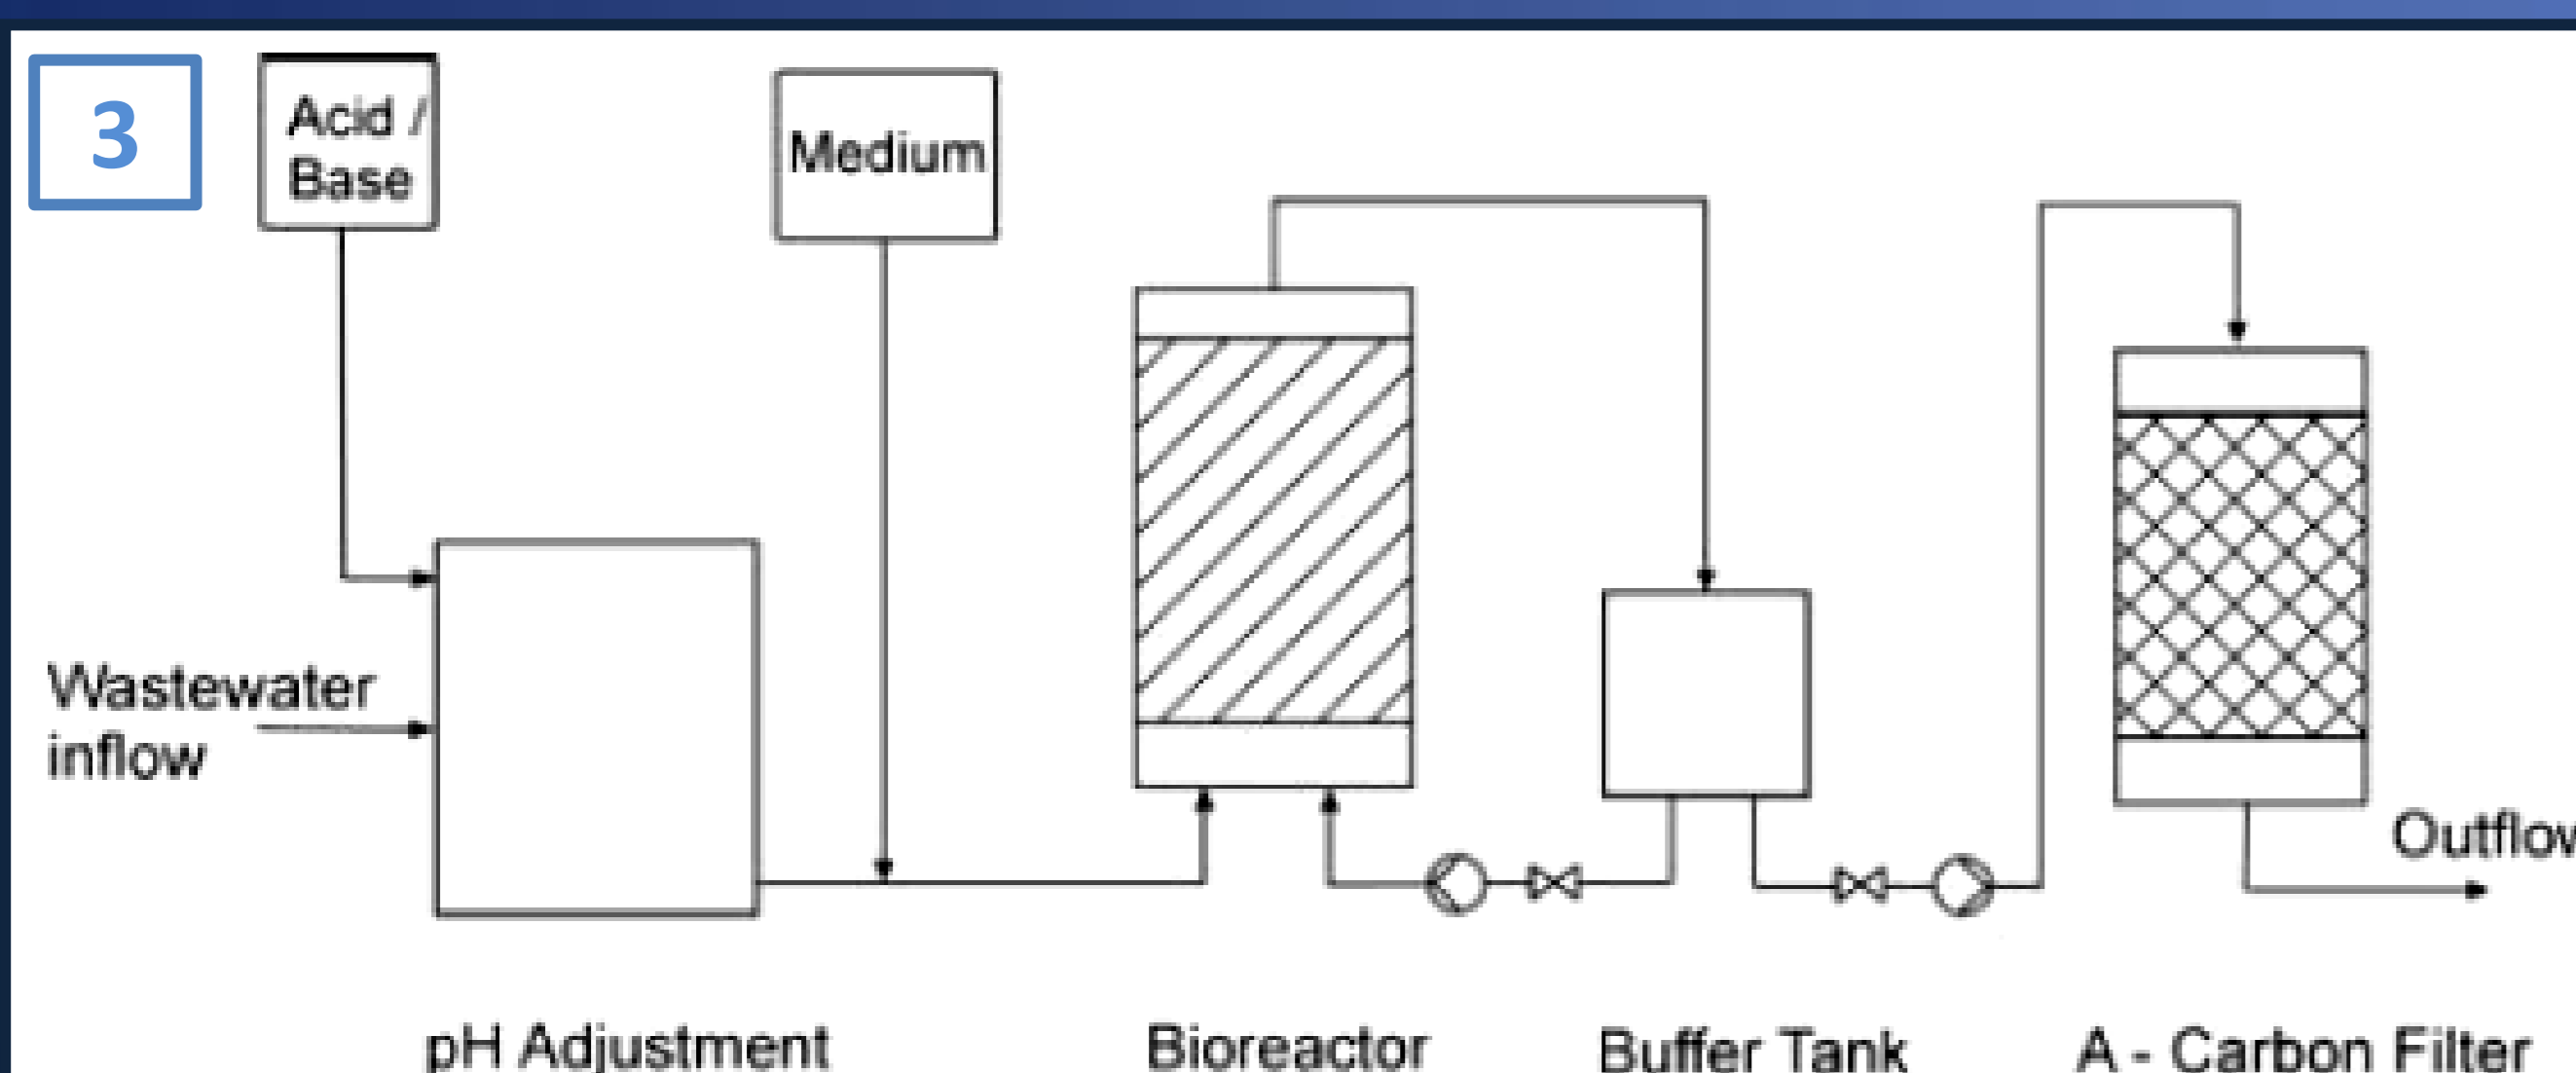 3
Acid /
Base
Medium
Wastewater
inflow
Outflow
pH Adjustment
Bioreactor
Buffer Tank
A - Carbon Filter